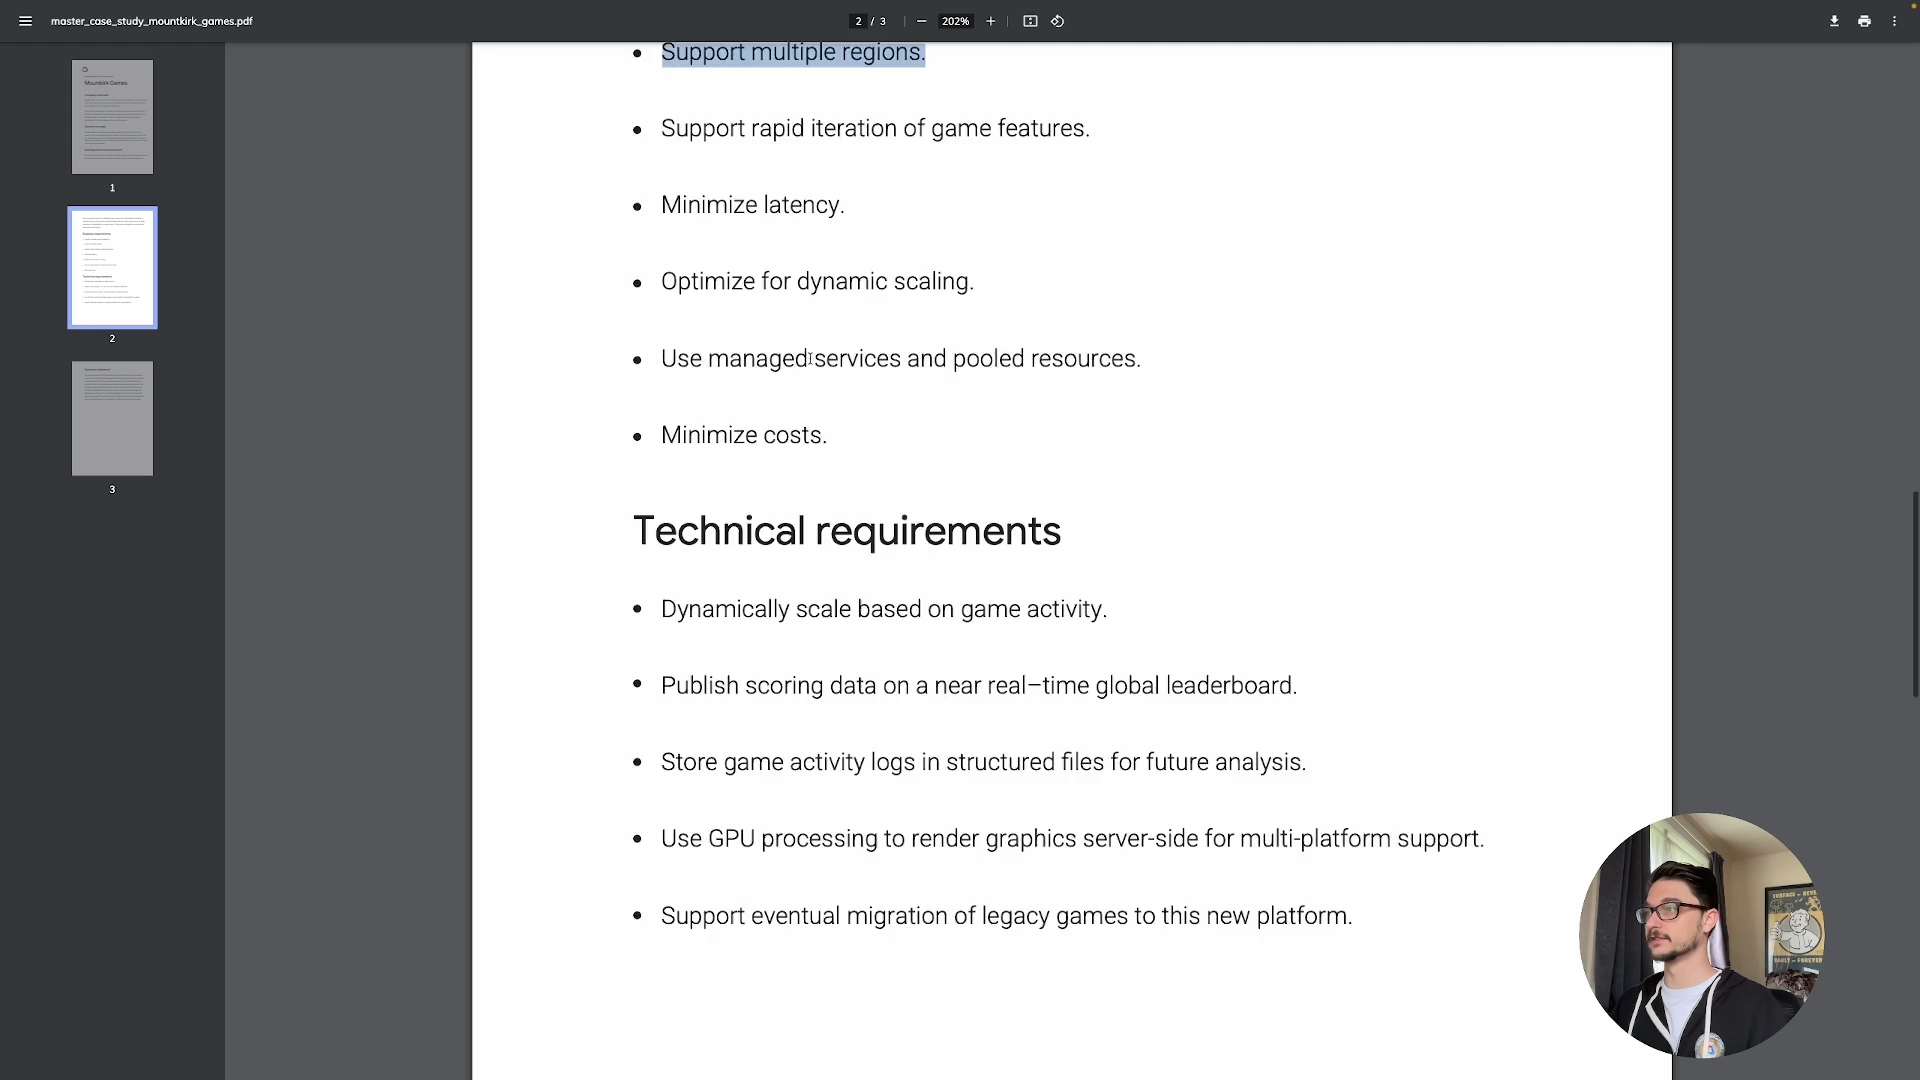 master_case_study_mountkirk_games.pdf
2 / 3
202%
Mountkirk Games
1
2
3
Support multiple regions.
Support rapid iteration of game features.
Minimize latency.
Optimize for dynamic scaling.
Use managed services and pooled resources.
Minimize costs.
Technical requirements
Dynamically scale based on game activity.
Publish scoring data on a near real–time global leaderboard.
Store game activity logs in structured files for future analysis.
Use GPU processing to render graphics server-side for multi-platform support.
Support eventual migration of legacy games to this new platform.